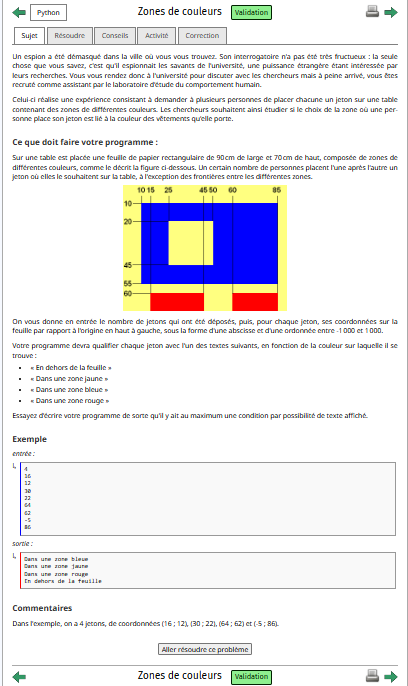 Python
Zones de couleurs
Validation
Sujet
Résoudre
Conseils
Activité
Correction
Un espion a été démasqué dans la ville où vous vous trouvez. Son interrogatoire n'a pas été très fructueux : la seule
chose que vous savez, c'est qu'il espionnait les savants de l'université, une puissance étrangère étant intéressée par
leurs recherches. Vous vous rendez donc à l'université pour discuter avec les chercheurs mais à peine arrivé, vous êtes
recruté comme assistant par le laboratoire d'étude du comportement humain.
Celui-ci réalise une expérience consistant à demander à plusieurs personnes de placer chacune un jeton sur une table
contenant des zones de différentes couleurs. Les chercheurs souhaitent ainsi étudier si le choix de la zone où une per-
sonne place son jeton est lié à la couleur des vêtements qu'elle porte.
Ce que doit faire votre programme :
Sur une table est placée une feuille de papier rectangulaire de 90 cm de large et 70 cm de haut, composée de zones de
différentes couleurs, comme le décrit la figure ci-dessous. Un certain nombre de personnes placent l'une après l'autre un
jeton où elles le souhaitent sur la table, à l'exception des frontières entre les différentes zones.
10 15 25 45 50 60 85
10
20
45
55
60
On vous donne en entrée le nombre de jetons qui ont été déposés, puis, pour chaque jeton, ses coordonnées sur la
feuille par rapport à l'origine en haut à gauche, sous la forme d'une abscisse et d'une ordonnée entre -1 000 et 1 000.
Votre programme devra qualifier chaque jeton avec l'un des textes suivants, en fonction de la couleur sur laquelle il se
trouve :
• « En dehors de la feuille »
• « Dans une zone jaune »
• « Dans une zone bleue »
• « Dans une zone rouge »
Essayez d'écrire votre programme de sorte qu'il y ait au maximum une condition par possibilité de texte affiché.
Exemple
entrée :
4
16
12
30
22
64
62
-5
86
sortie :
Dans une zone bleue
Dans une zone jaune
Dans une zone rouge
En dehors de la feuille
Commentaires
Dans l'exemple, on a 4 jetons, de coordonnées (16 ; 12), (30 ; 22), (64 ; 62) et (-5 ; 86).
Aller résoudre ce problème
Zones de couleurs
Validation